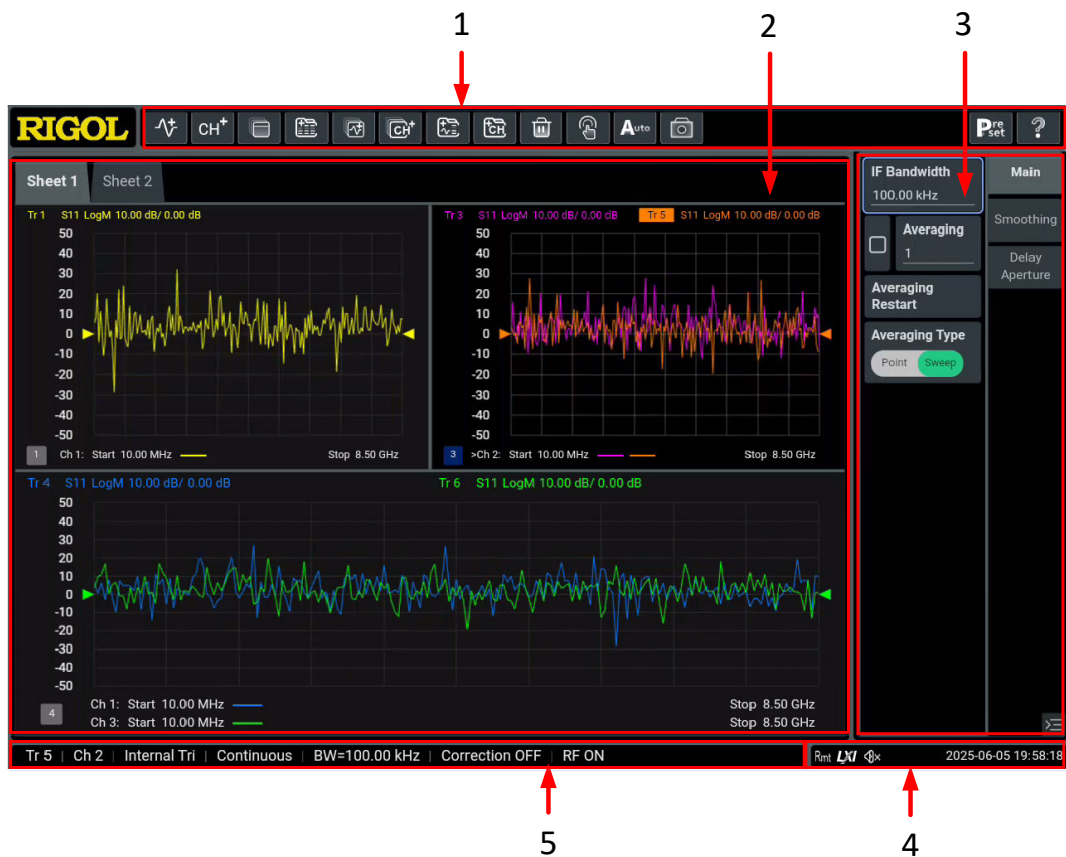 1 2 3
RIGOL CH+ CH+ CH Auto Preset ?
Sheet 1 Sheet 2
Tr 1 S11 LogM 10.00 dB/ 0.00 dB
50
40
30
20
10
0
-10
-20
-30
-40
-50
1 Ch 1: Start 10.00 MHz Stop 8.50 GHz
Tr 3 S11 LogM 10.00 dB/ 0.00 dB Tr 5 S11 LogM 10.00 dB/ 0.00 dB
50
40
30
20
10
0
-10
-20
-30
-40
-50
3 >Ch 2: Start 10.00 MHz Stop 8.50 GHz
Tr 4 S11 LogM 10.00 dB/ 0.00 dB Tr 6 S11 LogM 10.00 dB/ 0.00 dB
50
40
30
20
10
0
-10
-20
-30
-40
-50
4
Ch 1: Start 10.00 MHz Stop 8.50 GHz
Ch 3: Start 10.00 MHz Stop 8.50 GHz
IF Bandwidth
100.00 kHz
Averaging
1
Averaging
Restart
Averaging Type
Point Sweep
Main
Smoothing
Delay
Aperture
Tr 5 | Ch 2 | Internal Tri | Continuous | BW=100.00 kHz | Correction OFF | RF ON
Rmt LXI 2025-06-05 19:58:18
5 4